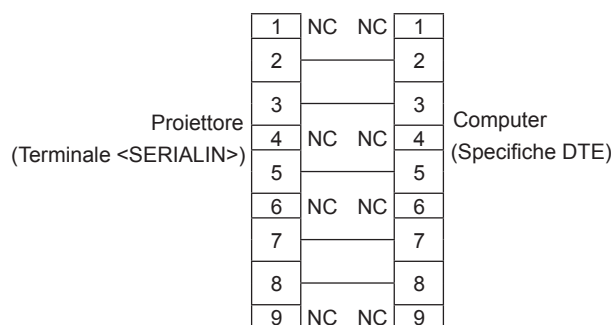 1 NC NC 1
2 2
3 3
Proiettore
(Terminale <SERIALIN>)
4 NC NC 4
Computer
(Specifiche DTE)
5 5
6 NC NC 6
7 7
8 8
9 NC NC 9